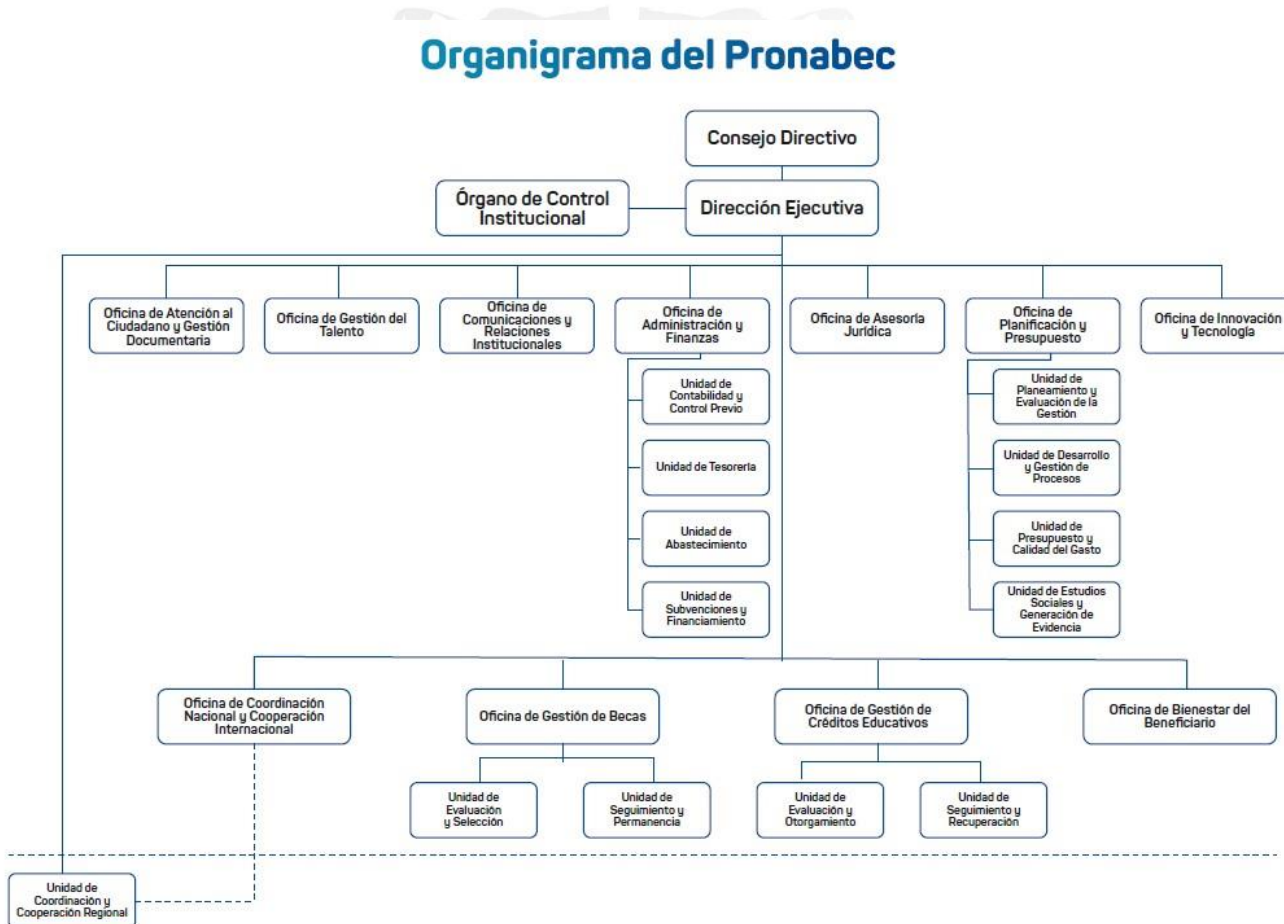 Organigrama del Pronabec
Consejo Directivo
Órgano de Control
Institucional
Dirección Ejecutiva
Oficina de Atención al
Ciudadano y Gestión
Documentaria
Oficina de Gestión del
Talento
Oficina de
Comunicaciones y
Relaciones
Institucionales
Oficina de
Administración y
Finanzas
Oficina de Asesoría
Jurídica
Oficina de
Planificación y
Presupuesto
Oficina de Innovación
y Tecnología
Unidad de
Contabilidad y
Control Previo
Unidad de Tesorería
Unidad de
Abastecimiento
Unidad de
Subvenciones y
Financiamiento
Unidad de
Planeamiento y
Evaluación de la
Gestión
Unidad de Desarrollo
y Gestión de
Procesos
Unidad de
Presupuesto y
Calidad del Gasto
Unidad de Estudios
Sociales y
Generación de
Evidencia
Oficina de Coordinación
Nacional y Cooperación
Internacional
Oficina de Gestión de Becas
Oficina de Gestión de
Créditos Educativos
Oficina de Bienestar del
Beneficiario
Unidad de
Evaluación
y Selección
Unidad de
Seguimiento y
Permanencia
Unidad de
Evaluación y
Otorgamiento
Unidad de
Seguimiento y
Recuperación
Unidad de
Coordinación y
Cooperación Regional